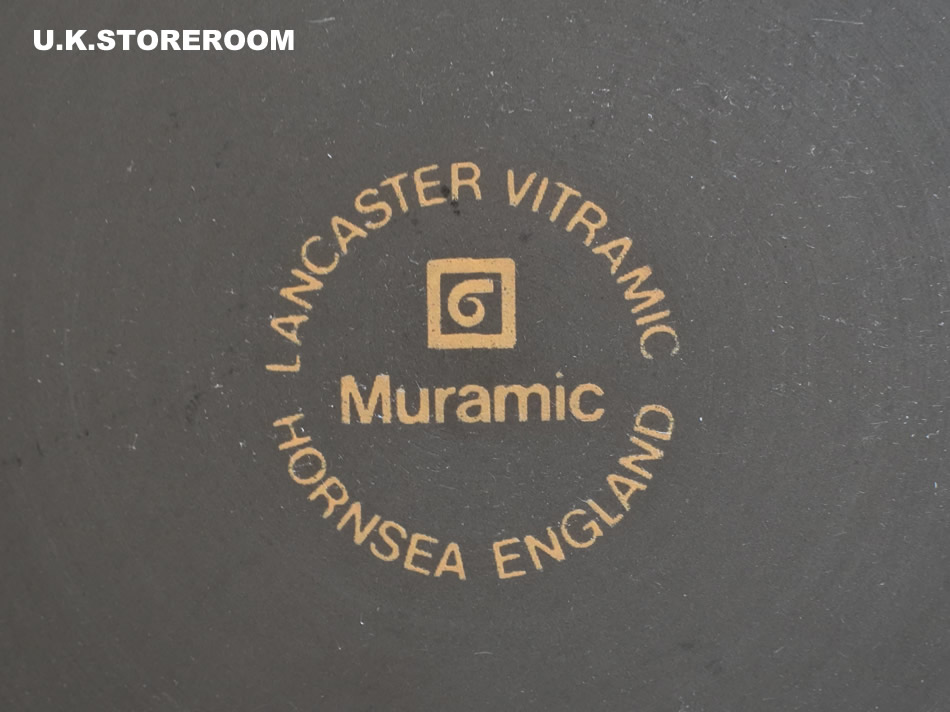 U.K.STOREROOM
LANCASTER VITRAMIC
Muramic
HORNSEA ENGLAND